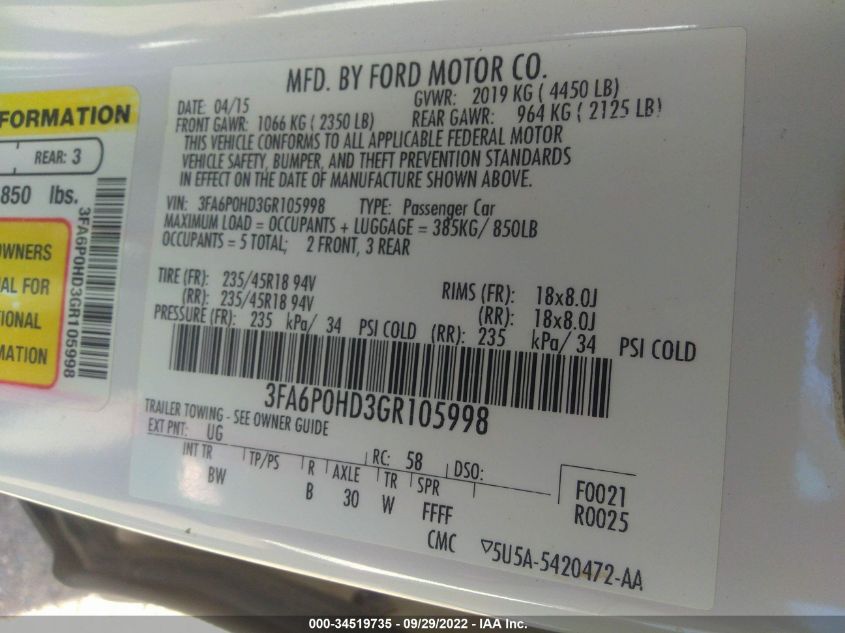 MFD. BY FORD MOTOR CO.
DATE: 04/15
GVWR: 2019 KG ( 4450 LB)
FRONT GAWR: 1066 KG ( 2350 LB)
REAR GAWR: 964 KG ( 2125 LB)
THIS VEHICLE CONFORMS TO ALL APPLICABLE FEDERAL MOTOR
VEHICLE SAFETY, BUMPER, AND THEFT PREVENTION STANDARDS
IN EFFECT ON THE DATE OF MANUFACTURE SHOWN ABOVE.
VIN: 3FA6P0HD3GR105998 TYPE: Passenger Car
MAXIMUM LOAD = OCCUPANTS + LUGGAGE = 385KG/ 850LB
OCCUPANTS = 5 TOTAL; 2 FRONT, 3 REAR
TIRE (FR): 235/45R18 94V RIMS (FR): 18x8.0J
(RR): 235/45R18 94V (RR): 18x8.0J
PRESSURE (FR): 235 kPa/ 34 PSI COLD (RR): 235 kPa/ 34 PSI COLD
3FA6P0HD3GR105998
TRAILER TOWING - SEE OWNER GUIDE
EXT PNT: UG RC: 58 DSO:
INT TR TP/PS R AXLE TR SPR
BW B 30 W FFFF
CMC
F0021
R0025
▽5U5A-5420472-AA
FORMATION
REAR: 3
850 lbs.
3FA6P0HD3GR105998
OWNERS
AL FOR
IONAL
MATION
000-34519735 - 09/29/2022 - IAA Inc.